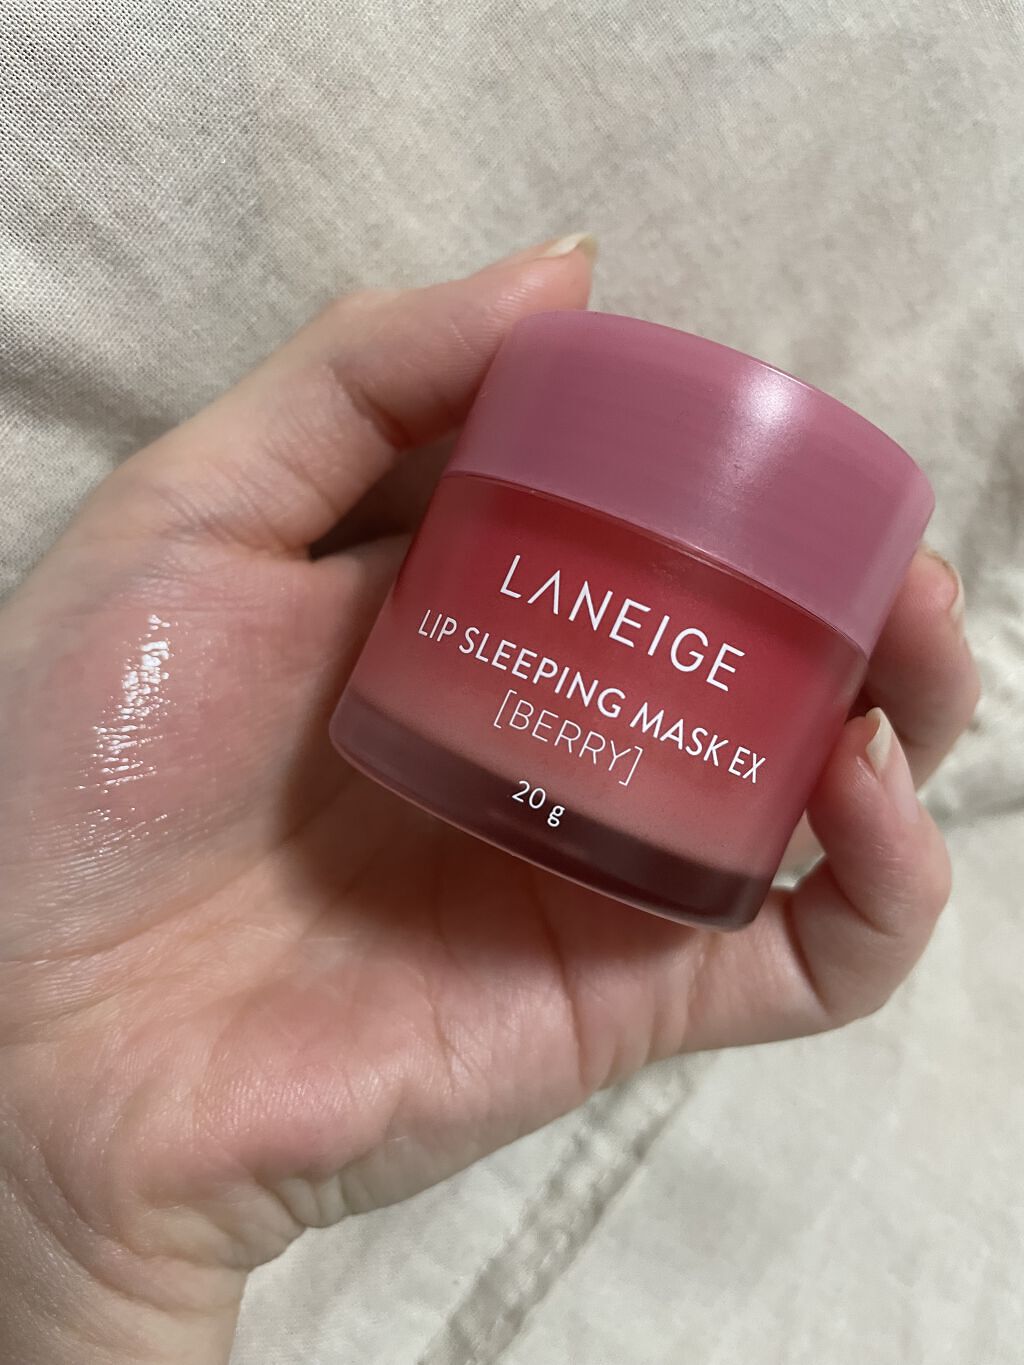 LANEIGE
LIP SLEEPING MASK EX
[BERRY]
20 g